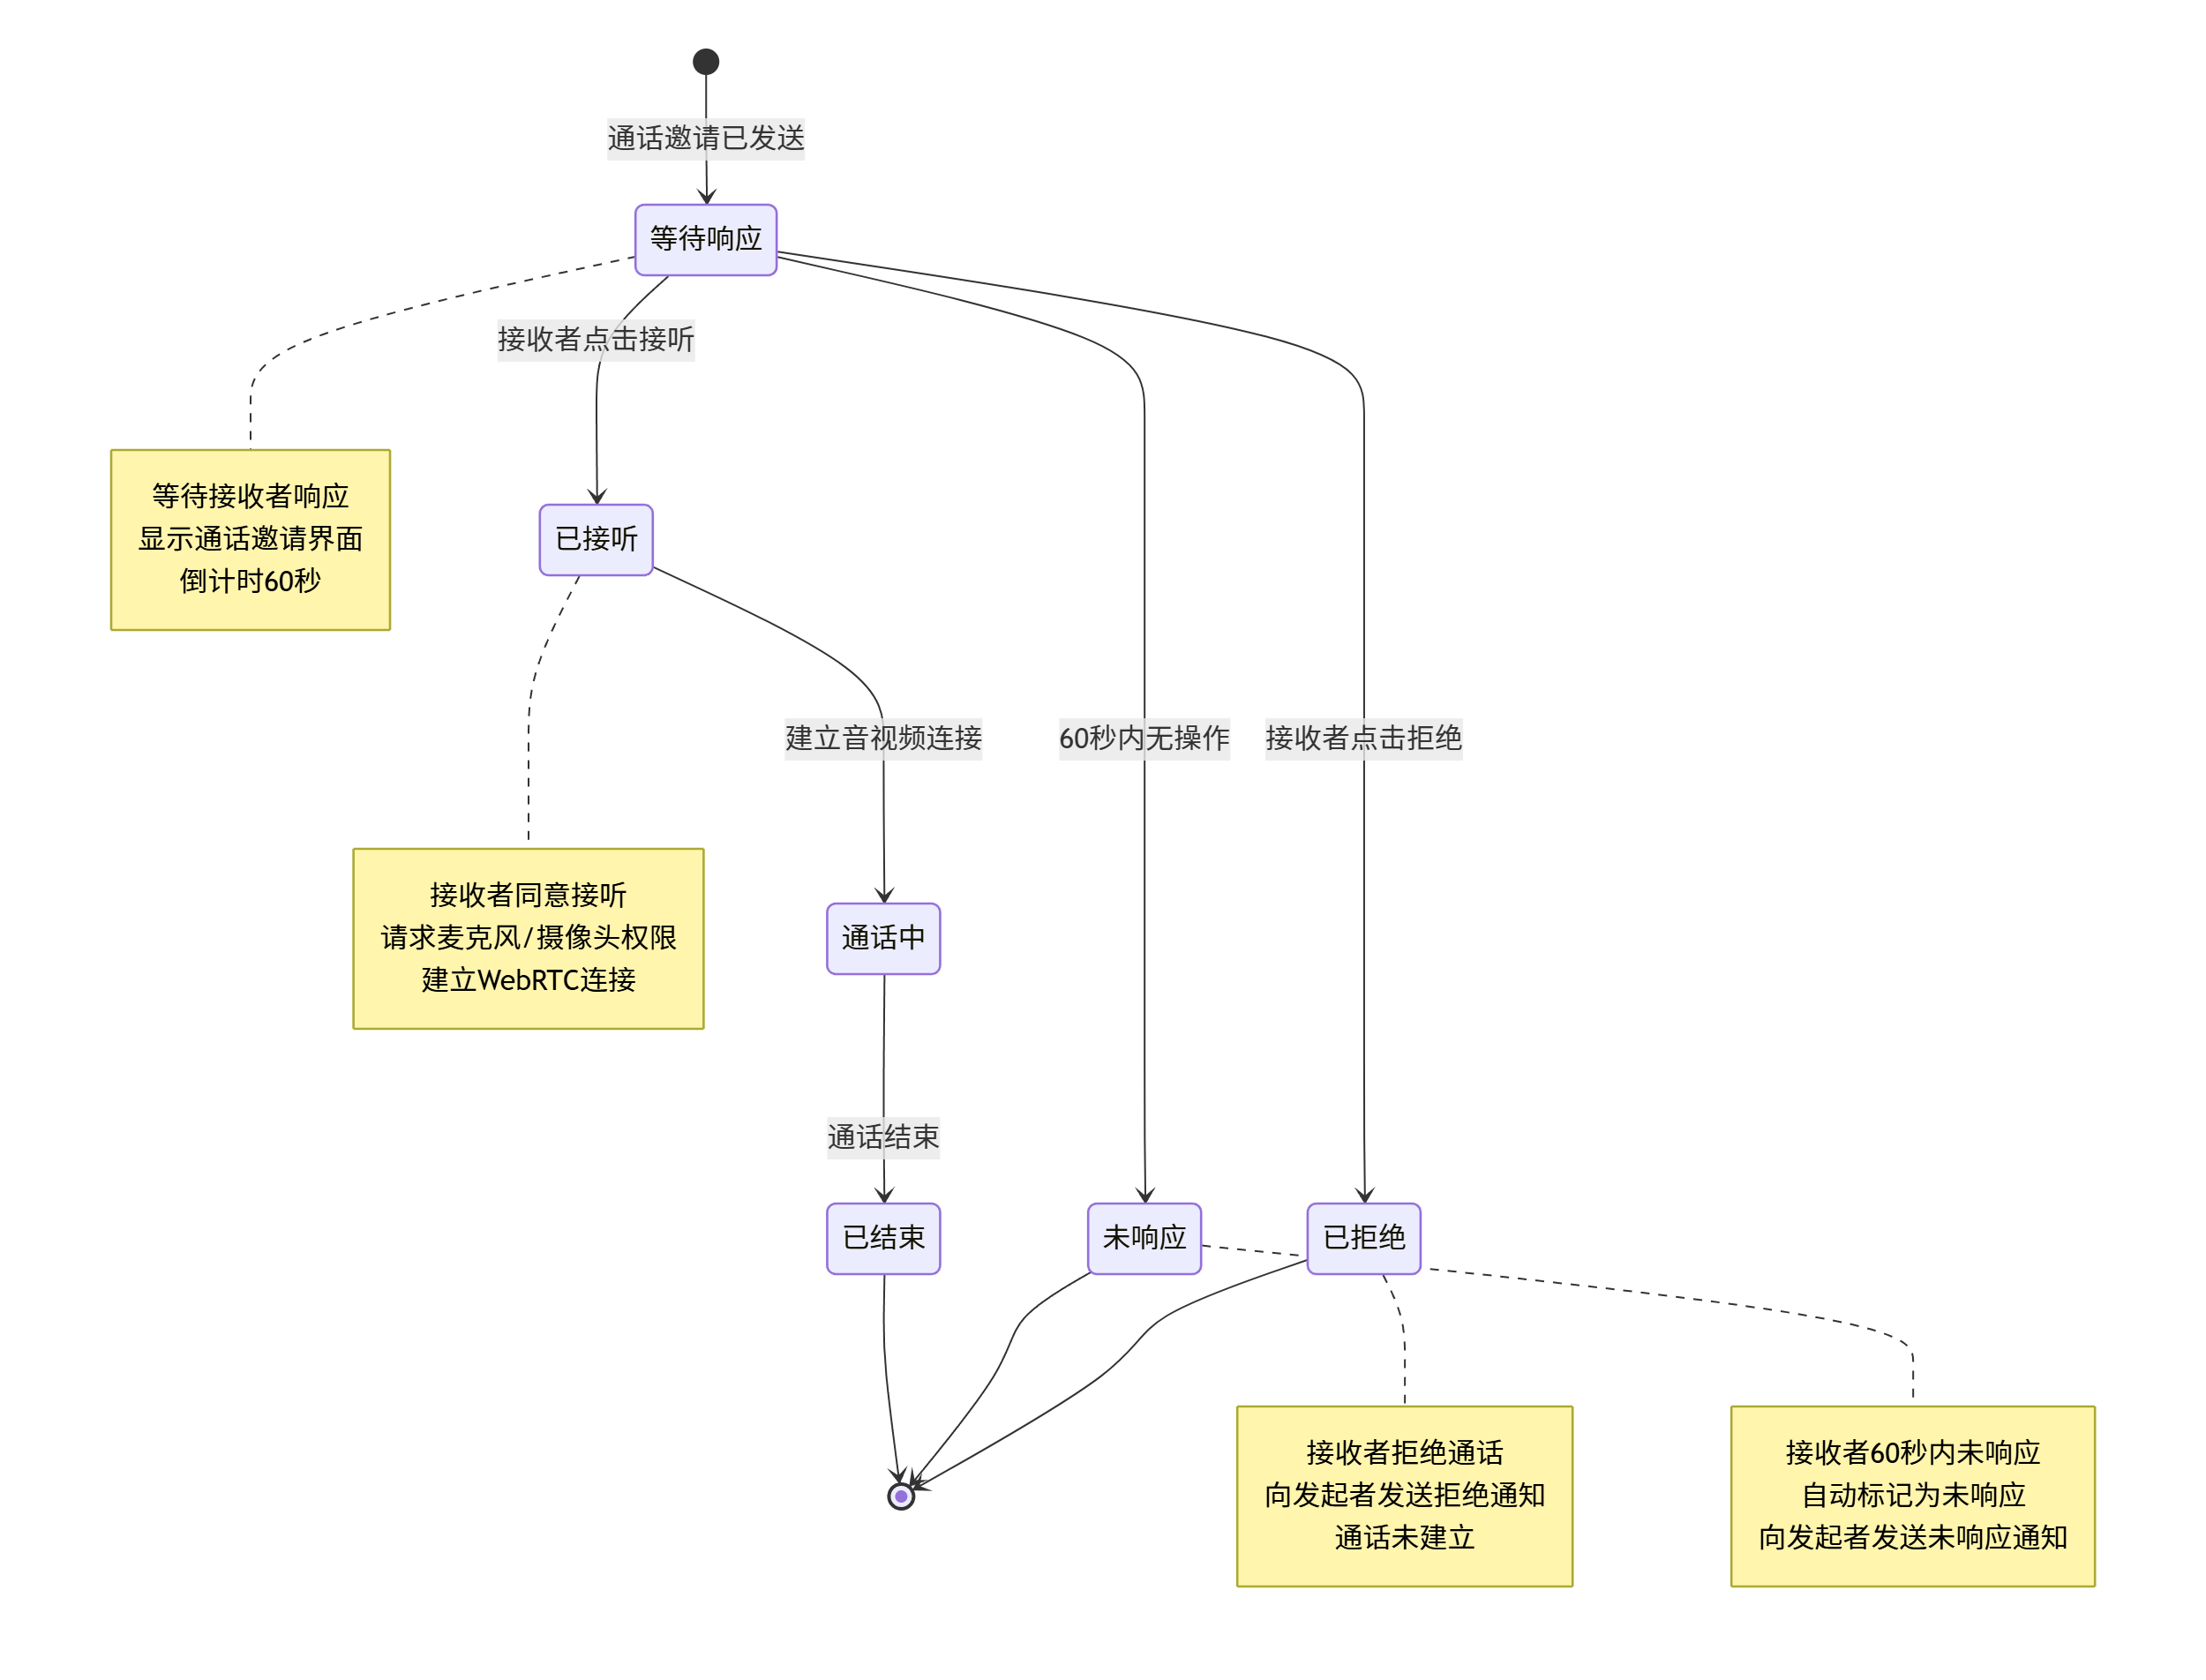 通话邀请已发送
等待响应
接收者点击接听
等待接收者响应
显示通话邀请界面
倒计时60秒
已接听
建立音视频连接
60秒内无操作
接收者点击拒绝
接收者同意接听
请求麦克风/摄像头权限
建立WebRTC连接
通话中
通话结束
已结束
未响应
已拒绝
接收者拒绝通话
向发起者发送拒绝通知
通话未建立
接收者60秒内未响应
自动标记为未响应
向发起者发送未响应通知